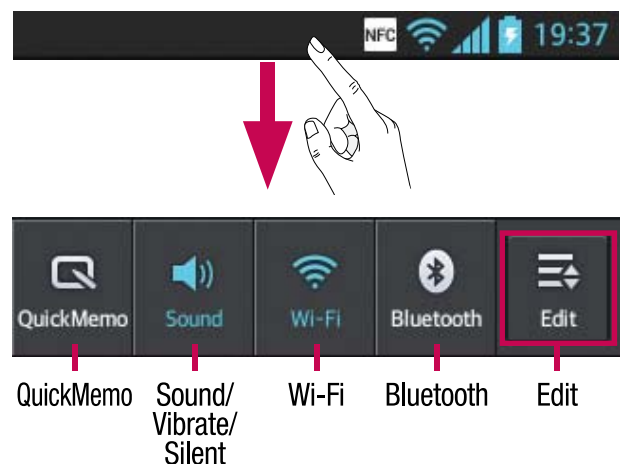 NFC 19:37
QuickMemo Sound Wi-Fi Bluetooth Edit
QuickMemo Sound/ Wi-Fi Bluetooth Edit
Vibrate/
Silent